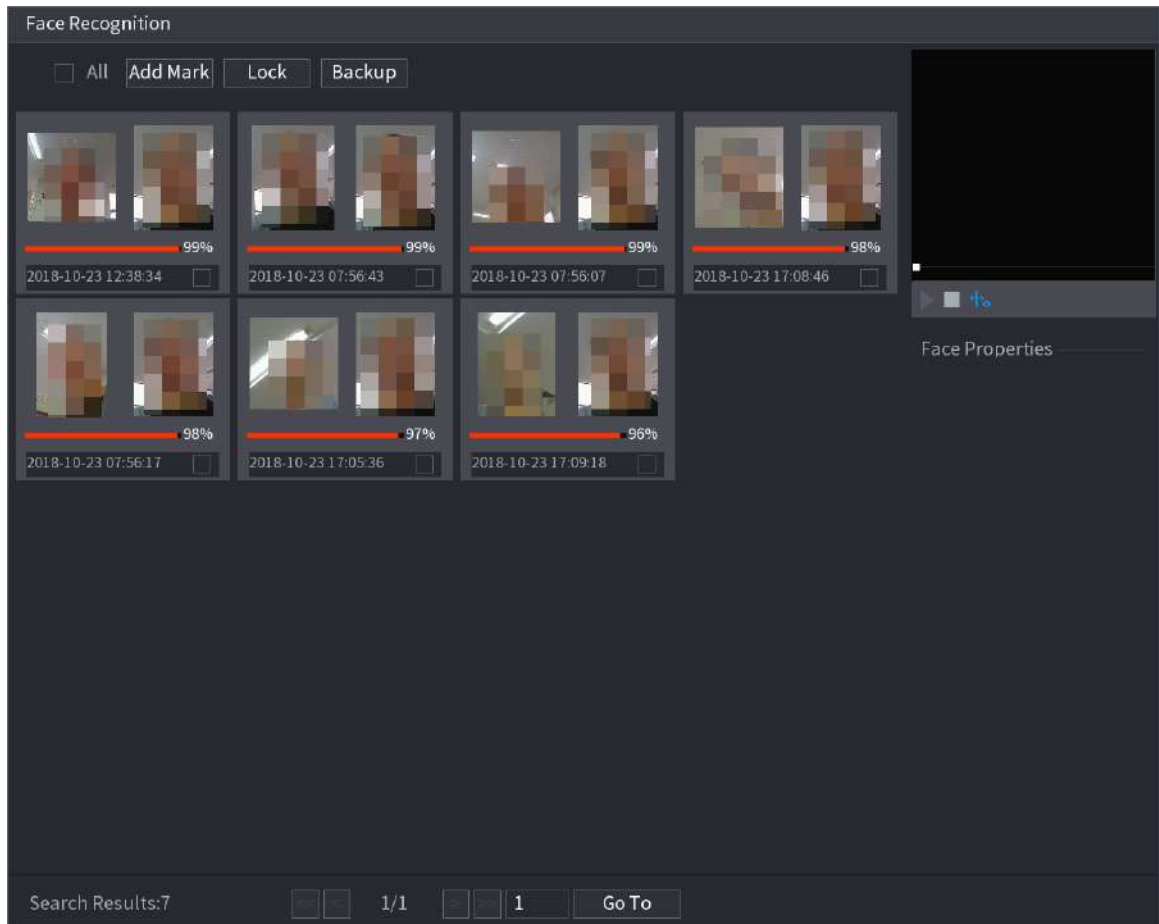 Face Recognition
All Add Mark Lock Backup
99% 99% 99% 98%
2018-10-23 12:38:34 2018-10-23 07:56:43 2018-10-23 07:56:07 2018-10-23 17:08:46
Face Properties
98% 97% 96%
2018-10-23 07:56:17 2018-10-23 17:05:36 2018-10-23 17:09:18
Search Results:7 << < 1/1 > >> 1 Go To